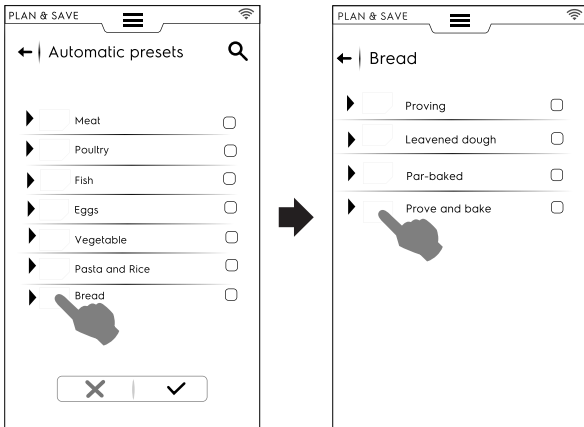 PLAN & SAVE
Automatic presets
Meat
Poultry
Fish
Eggs
Vegetable
Pasta and Rice
Bread
PLAN & SAVE
Bread
Proving
Leavened dough
Par-baked
Prove and bake